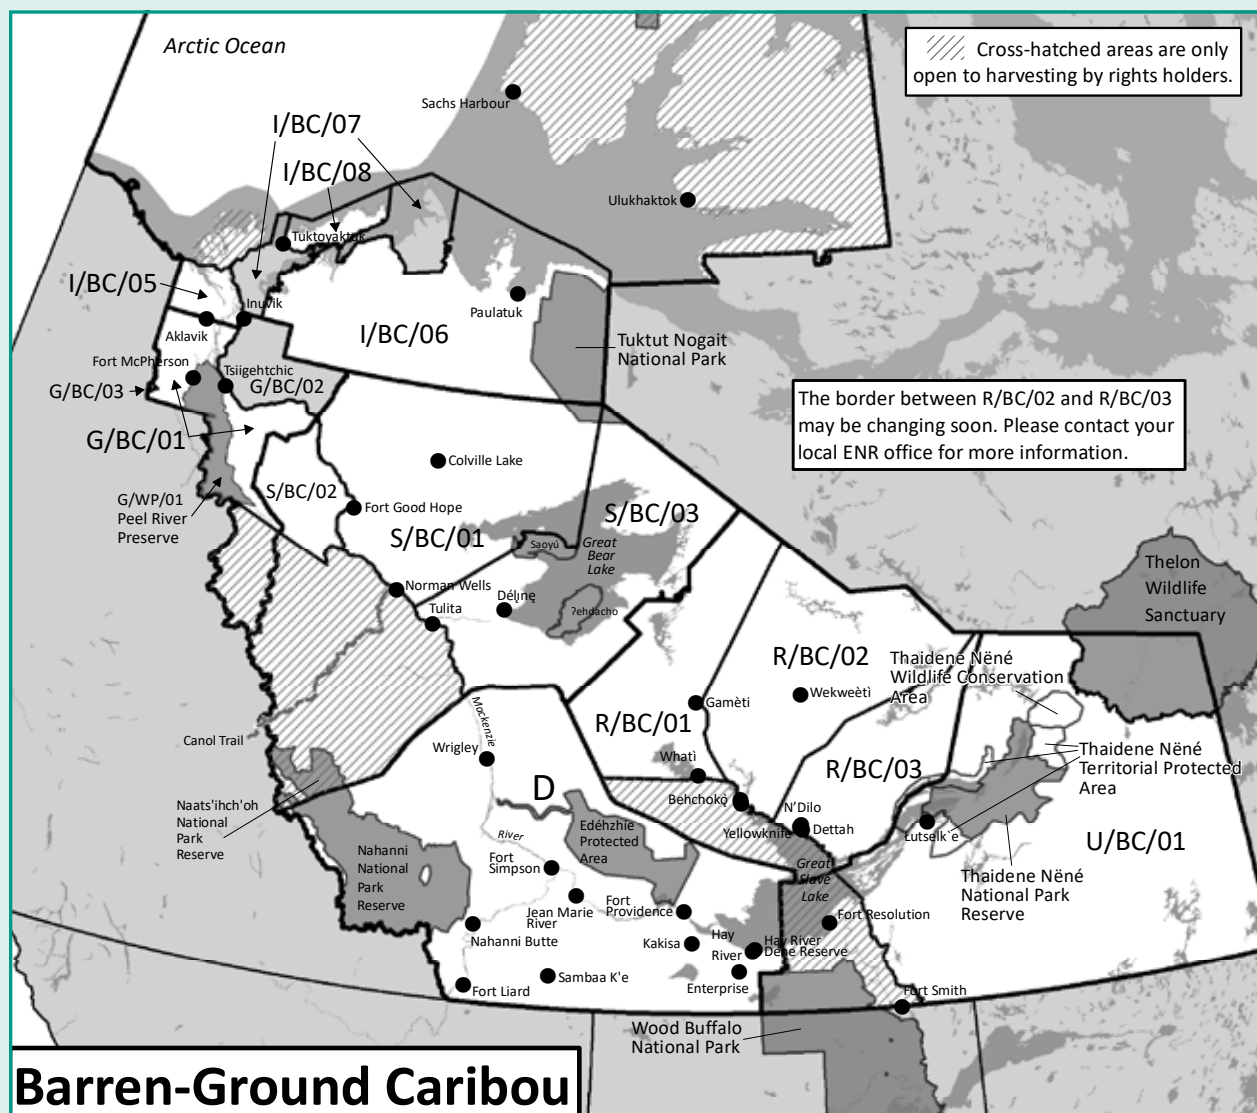 Arctic Ocean
Cross-hatched areas are only
open to harvesting by rights holders.
Sachs Harbour
I/BC/07
I/BC/08
Ulukhaktok
Tuktoyaktuk
I/BC/05
Inuvik
Paulatuk
Aklavik
I/BC/06
Tuktut Nogait
National Park
Fort McPherson
Tsiigehtchic
G/BC/03
G/BC/02
The border between R/BC/02 and R/BC/03
may be changing soon. Please contact your
local ENR office for more information.
G/BC/01
Colville Lake
S/BC/02
G/WP/01
Peel River
Preserve
Fort Good Hope
S/BC/03
S/BC/01
Saoyú
Great
Bear
Lake
Thelon
Wildlife
Sanctuary
Norman Wells
Délı̨nę
Ɂehdacho
Tulita
R/BC/02
Thaidene Nëné
Wildlife Conservation
Area
Wekweètì
Gamètì
R/BC/01
Mackenzie
Canol Trail
Wrigley
Whatì
Thaidene Nëné
Territorial Protected
Area
R/BC/03
D
Behchokǫ̀
Naats'ihch'oh
National
Park
Reserve
N'Dilo
Edéhzhíe
Protected
Area
River
Yellowknife
Dettah
Łutselk'e
U/BC/01
Nahanni
National
Park
Reserve
Fort
Simpson
Great
Slave
Lake
Thaidene Nëné
National Park
Reserve
Jean Marie
River
Fort
Providence
Fort Resolution
Nahanni Butte
Kakisa
Hay
River
Hay River
Dene Reserve
Sambaa K'e
Fort Liard
Enterprise
Fort Smith
Wood Buffalo
National Park
Barren-Ground Caribou